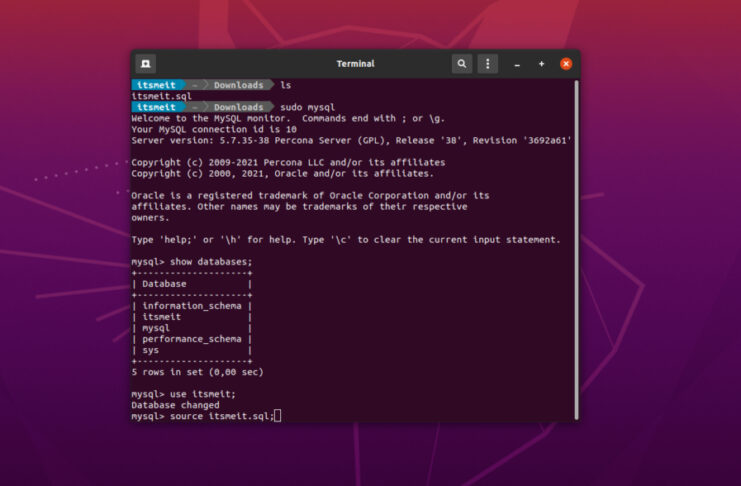 Terminal
itsmeit ~ Downloads ls
itsmeit.sql
itsmeit ~ Downloads sudo mysql
Welcome to the MySQL monitor.  Commands end with ; or \g.
Your MySQL connection id is 10
Server version: 5.7.35-38 Percona Server (GPL), Release '38', Revision '3692a61'
Copyright (c) 2009-2021 Percona LLC and/or its affiliates
Copyright (c) 2000, 2021, Oracle and/or its affiliates.
Oracle is a registered trademark of Oracle Corporation and/or its
affiliates. Other names may be trademarks of their respective
owners.
Type 'help;' or '\h' for help. Type '\c' to clear the current input statement.
mysql> show databases;
+--------------------+
| Database           |
+--------------------+
| information_schema |
| itsmeit            |
| mysql              |
| performance_schema |
| sys                |
+--------------------+
5 rows in set (0,00 sec)
mysql> use itsmeit;
Database changed
mysql> source itsmeit.sql;